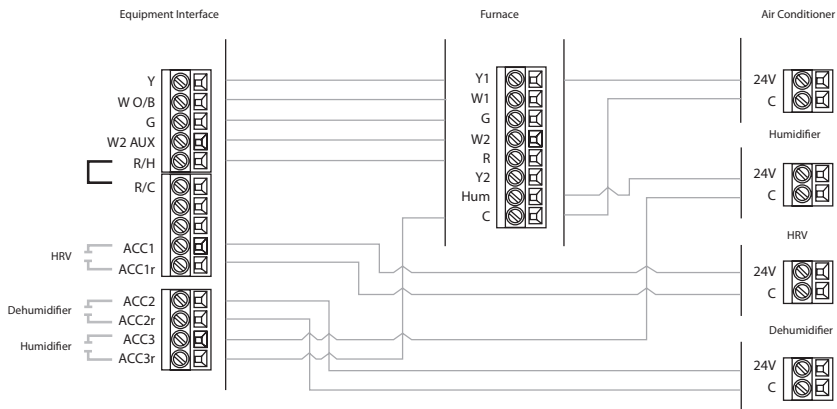 Equipment Interface
Furnace
Air Conditioner
Y
W O/B
G
W2 AUX
R/H
R/C
HRV
ACC1
ACC1r
Dehumidifier
ACC2
ACC2r
Humidifier
ACC3
ACC3r
Y1
W1
G
W2
R
Y2
Hum
C
24V
C
Humidifier
24V
C
HRV
24V
C
Dehumidifier
24V
C